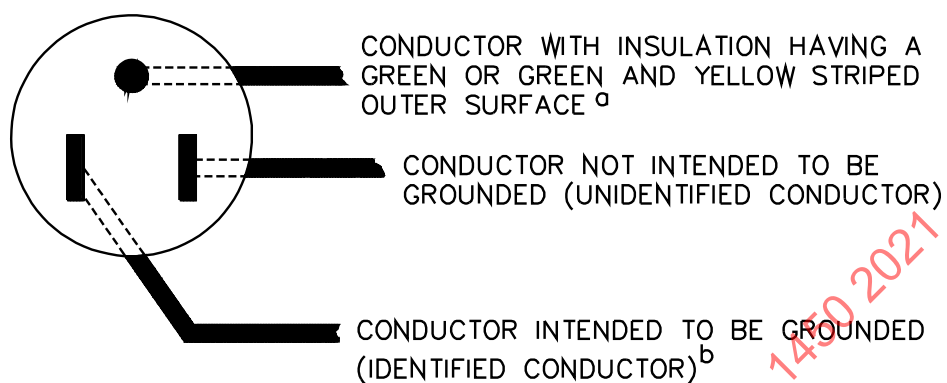 CONDUCTOR WITH INSULATION HAVING A
GREEN OR GREEN AND YELLOW STRIPED
OUTER SURFACE a
CONDUCTOR NOT INTENDED TO BE
GROUNDED (UNIDENTIFIED CONDUCTOR)
CONDUCTOR INTENDED TO BE GROUNDED
(IDENTIFIED CONDUCTOR) b
1450 2021